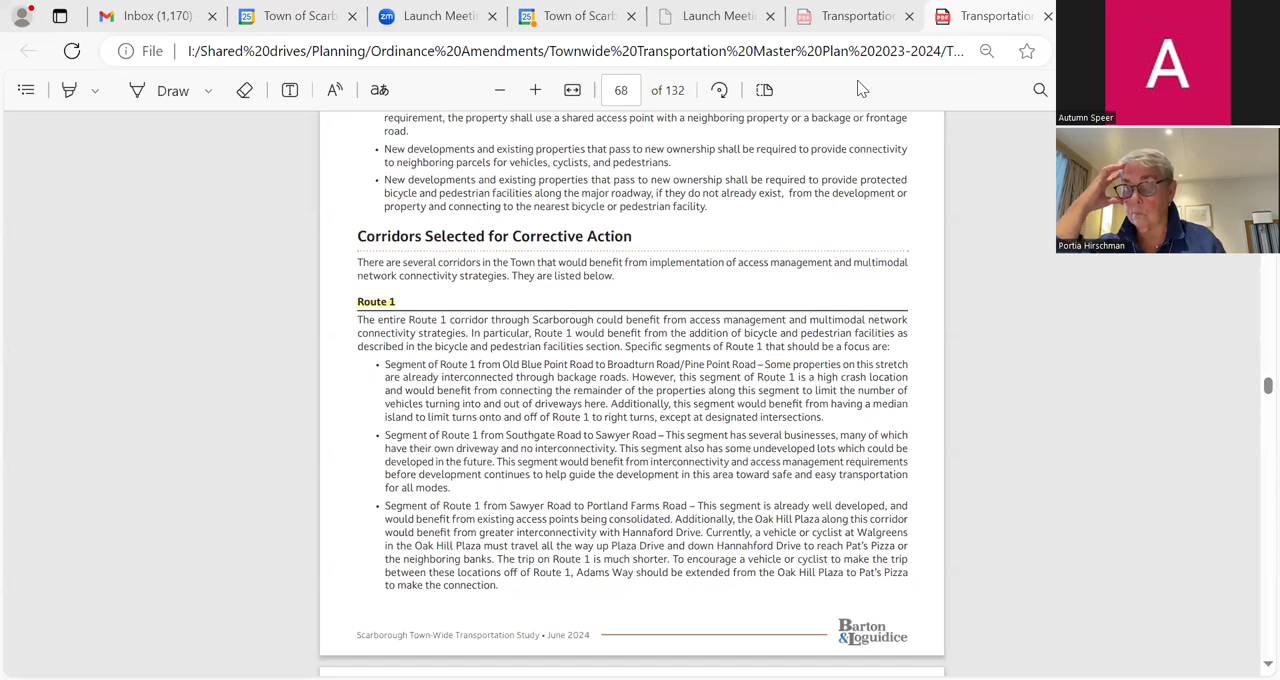 Inbox (1,170)
Town of Scarb
Launch Meeti
Town of Scarb
Launch Meeti
Transportation
Transportation
File
I:/Shared%20drives/Planning/Ordinance%20Amendments/Townwide%20Transportation%20Master%20Plan%202023-2024/T...
Draw
68 of 132
A
Autumn Speer
Portia Hirschman
requirement, the property shall use a shared access point with a neighboring property or a backage or frontage
road.
• New developments and existing properties that pass to new ownership shall be required to provide connectivity
to neighboring parcels for vehicles, cyclists, and pedestrians.
• New developments and existing properties that pass to new ownership shall be required to provide protected
bicycle and pedestrian facilities along the major roadway, if they do not already exist, from the development or
property and connecting to the nearest bicycle or pedestrian facility.
Corridors Selected for Corrective Action
There are several corridors in the Town that would benefit from implementation of access management and multimodal
network connectivity strategies. They are listed below.
Route 1
The entire Route 1 corridor through Scarborough could benefit from access management and multimodal network
connectivity strategies. In particular, Route 1 would benefit from the addition of bicycle and pedestrian facilities as
described in the bicycle and pedestrian facilities section. Specific segments of Route 1 that should be a focus are:
• Segment of Route 1 from Old Blue Point Road to Broadturn Road/Pine Point Road – Some properties on this stretch
are already interconnected through backage roads. However, this segment of Route 1 is a high crash location
and would benefit from connecting the remainder of the properties along this segment to limit the number of
vehicles turning into and out of driveways here. Additionally, this segment would benefit from having a median
island to limit turns onto and off of Route 1 to right turns, except at designated intersections.
• Segment of Route 1 from Southgate Road to Sawyer Road – This segment has several businesses, many of which
have their own driveway and no interconnectivity. This segment also has some undeveloped lots which could be
developed in the future. This segment would benefit from interconnectivity and access management requirements
before development continues to help guide the development in this area toward safe and easy transportation
for all modes.
• Segment of Route 1 from Sawyer Road to Portland Farms Road – This segment is already well developed, and
would benefit from existing access points being consolidated. Additionally, the Oak Hill Plaza along this corridor
would benefit from greater interconnectivity with Hannaford Drive. Currently, a vehicle or cyclist at Walgreens
in the Oak Hill Plaza must travel all the way up Plaza Drive and down Hannahford Drive to reach Pat's Pizza or
the neighboring banks. The trip on Route 1 is much shorter. To encourage a vehicle or cyclist to make the trip
between these locations off of Route 1, Adams Way should be extended from the Oak Hill Plaza to Pat's Pizza
to make the connection.
Scarborough Town-Wide Transportation Study • June 2024
Barton
&Loguidice